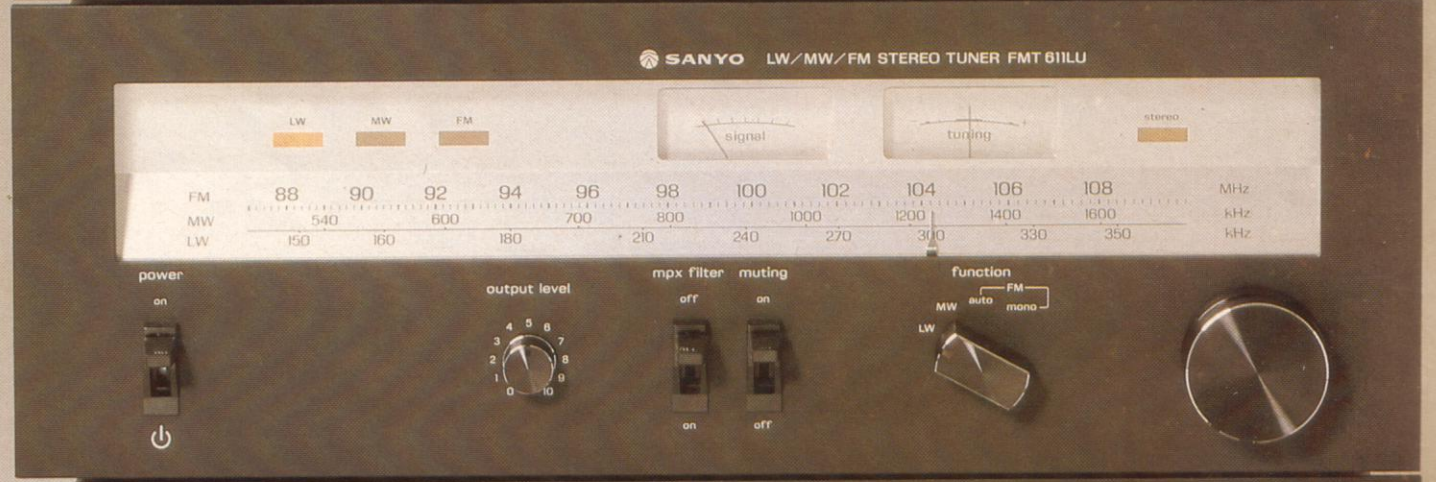 SANYO LW/MW/FM STEREO TUNER FMT 611LU
LW MW FM signal tuning stereo
FM 88 90 92 94 96 98 100 102 104 106 108 MHz
MW 540 600 700 800 1000 1200 1400 1600 kHz
LW 150 160 180 210 240 270 300 330 350 kHz
power
on
output level
0 1 2 3 4 5 6 7 8 9 10
mpx filter
off
on
muting
on
off
function
LW MW auto FM mono